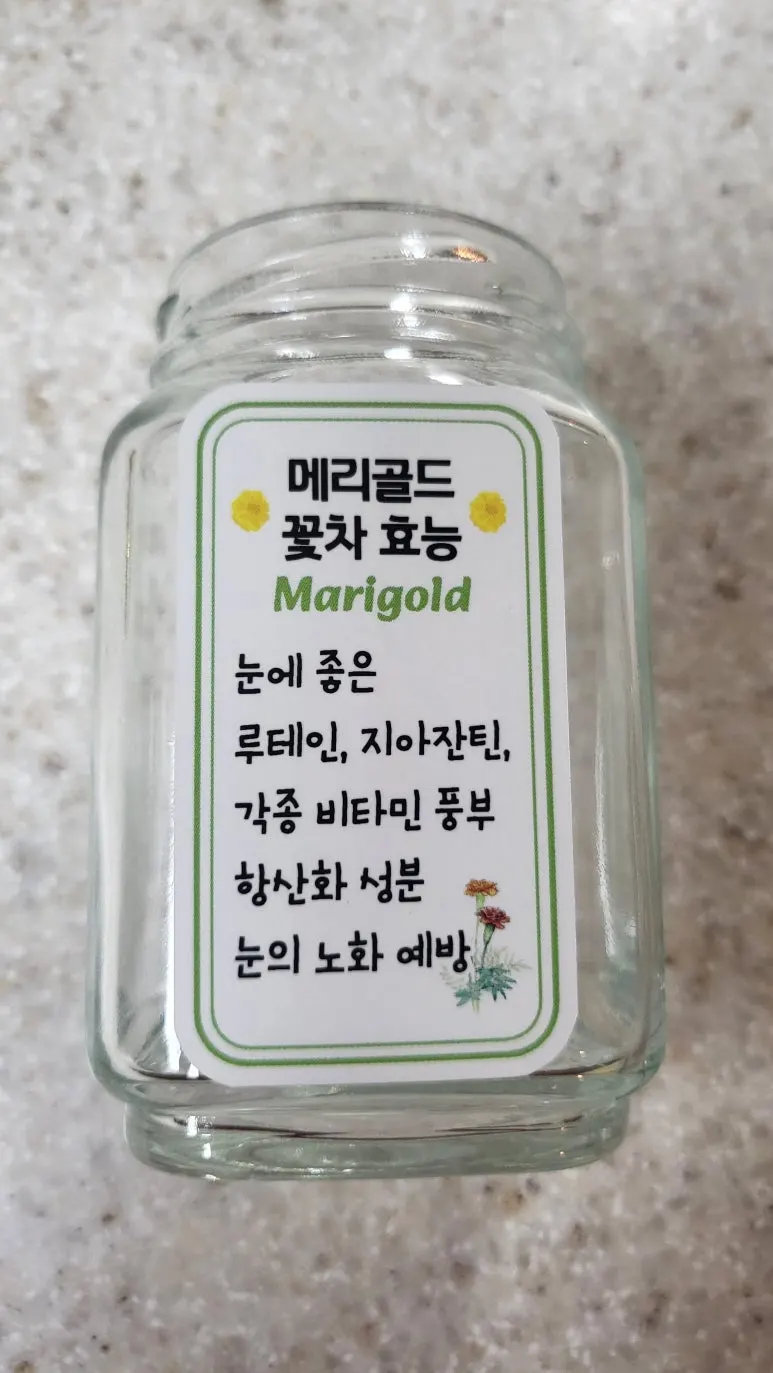 메리골드
꽃차 효능
Marigold
눈에 좋은
루테인, 지아잔틴,
각종 비타민 풍부
항산화 성분
눈의 노화 예방